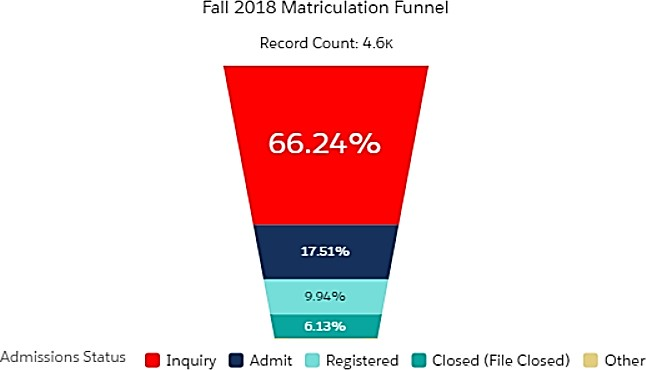 Fall 2018 Matriculation Funnel
Record Count: 4.6K
66.24%
17.51%
9.94%
6.13%
Admissions Status Inquiry Admit Registered Closed (File Closed) Other